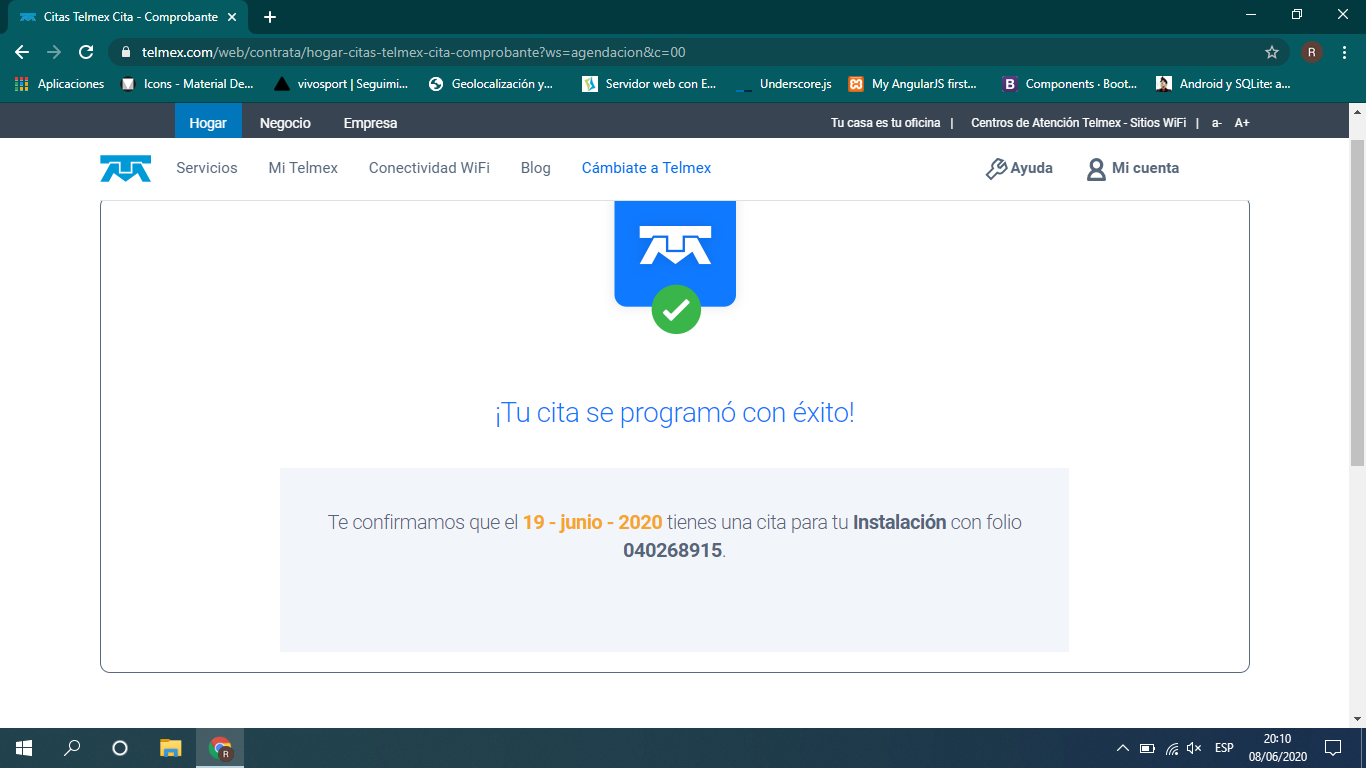 Citas Telmex Cita - Comprobante
telmex.com/web/contrata/hogar-citas-telmex-cita-comprobante?ws=agendacion&c=00
R
Aplicaciones
Icons - Material De...
vivosport | Seguimi...
Geolocalización y...
Servidor web con E...
Underscore.js
My AngularJS first...
B
Components · Boot...
Android y SQLite: a...
Hogar
Negocio
Empresa
Tu casa es tu oficina |
Centros de Atención Telmex - Sitios WiFi |
a-
A+
Servicios
Mi Telmex
Conectividad WiFi
Blog
Cámbiate a Telmex
Ayuda
Mi cuenta
¡Tu cita se programó con éxito!
Te confirmamos que el 19 - junio - 2020 tienes una cita para tu Instalación con folio
040268915.
R
ESP
20:10
08/06/2020